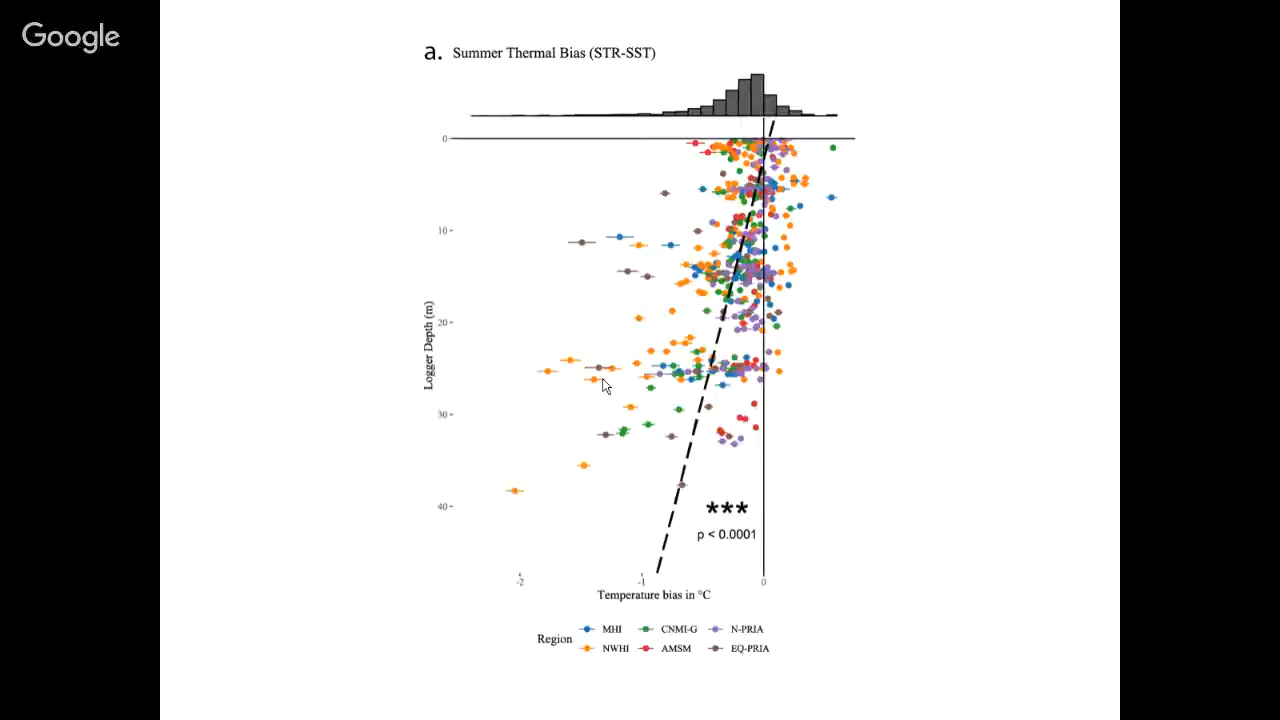 Google
a. Summer Thermal Bias (STR-SST)
0
10
20
30
40
Logger Depth (m)
***
p < 0.0001
-2 -1 0
Temperature bias in °C
Region MHI CNMI-G N-PRIA
NWHI AMSM EQ-PRIA